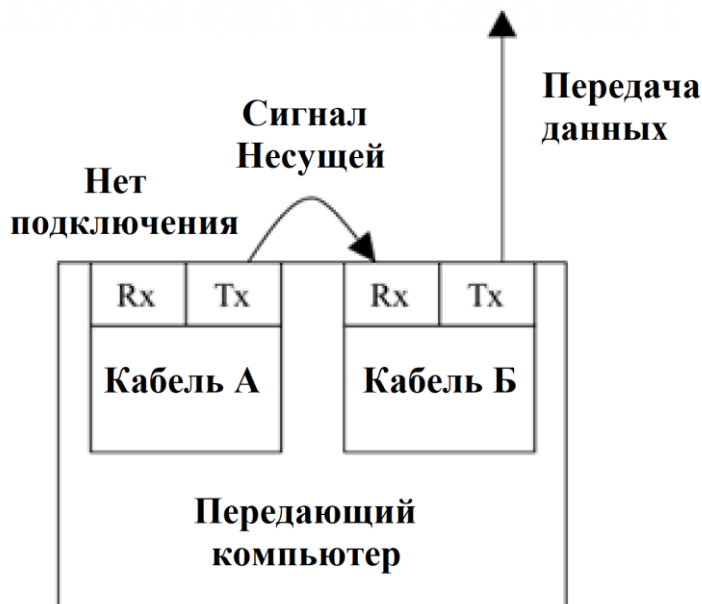 Передача
данных
Сигнал
Несущей
Нет
подключения
Rx Tx Rx Tx
Кабель А Кабель Б
Передающий
компьютер